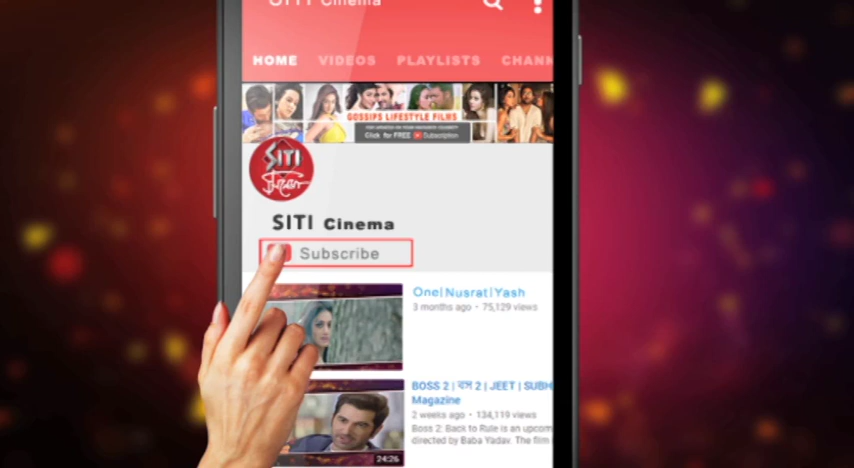 SITI Cinema
HOME VIDEOS PLAYLISTS CHANN
GOSSIPS LIFESTYLE FILMS
Click for FREE Subscription
SITI
সিনেমা
SITI Cinema
Subscribe
One|Nusrat|Yash
3 months ago • 75,129 views
BOSS 2 | বস 2 | JEET | SUBH
Magazine
2 weeks ago • 134,119 views
Boss 2: Back to Rule is an upcom
directed by Baba Yadav. The film
24:26